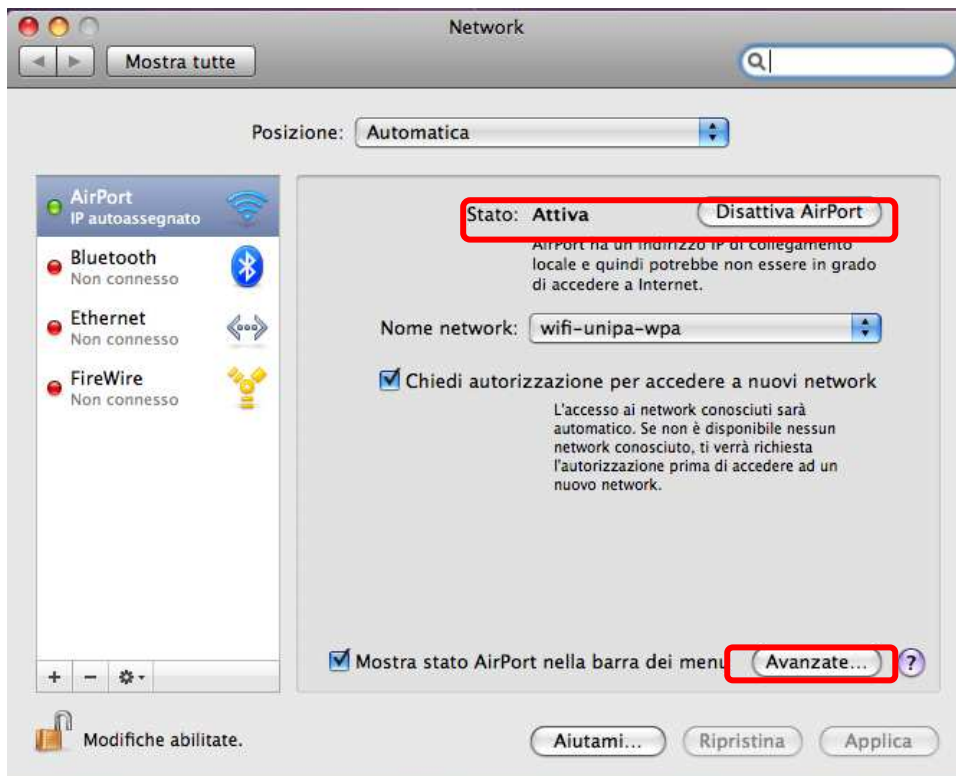 Network
Mostra tutte
Posizione: Automatica
AirPort
IP autoassegnato
Bluetooth
Non connesso
Ethernet
Non connesso
FireWire
Non connesso
Stato: Attiva Disattiva AirPort
AirPort ha un indirizzo IP di collegamento
locale e quindi potrebbe non essere in grado
di accedere a Internet.
Nome network: wifi-unipa-wpa
Chiedi autorizzazione per accedere a nuovi network
L'accesso ai network conosciuti sarà
automatico. Se non è disponibile nessun
network conosciuto, ti verrà richiesta
l'autorizzazione prima di accedere ad un
nuovo network.
Mostra stato AirPort nella barra dei menu Avanzate... ?
+ −
Modifiche abilitate.
Aiutami... Ripristina Applica